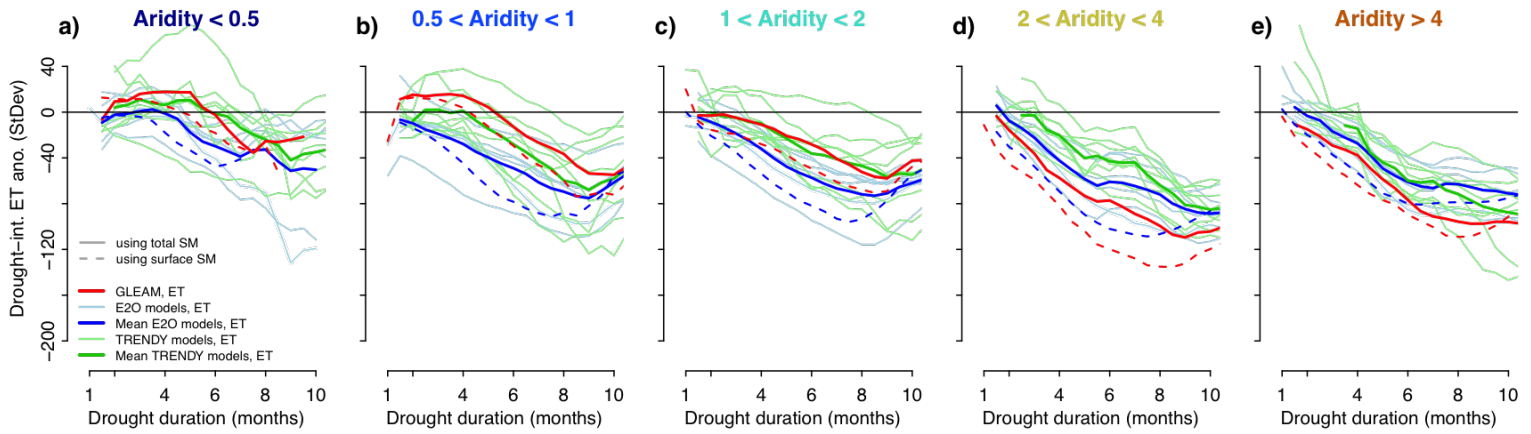 a) Aridity < 0.5
b) 0.5 < Aridity < 1
c) 1 < Aridity < 2
d) 2 < Aridity < 4
e) Aridity > 4
Drought−int. ET ano. (StDev)
40
0
−40
−120
−200
using total SM
using surface SM
GLEAM, ET
E2O models, ET
Mean E2O models, ET
TRENDY models, ET
Mean TRENDY models, ET
1 4 6 8 10
1 4 6 8 10
1 4 6 8 10
1 4 6 8 10
1 4 6 8 10
Drought duration (months)
Drought duration (months)
Drought duration (months)
Drought duration (months)
Drought duration (months)